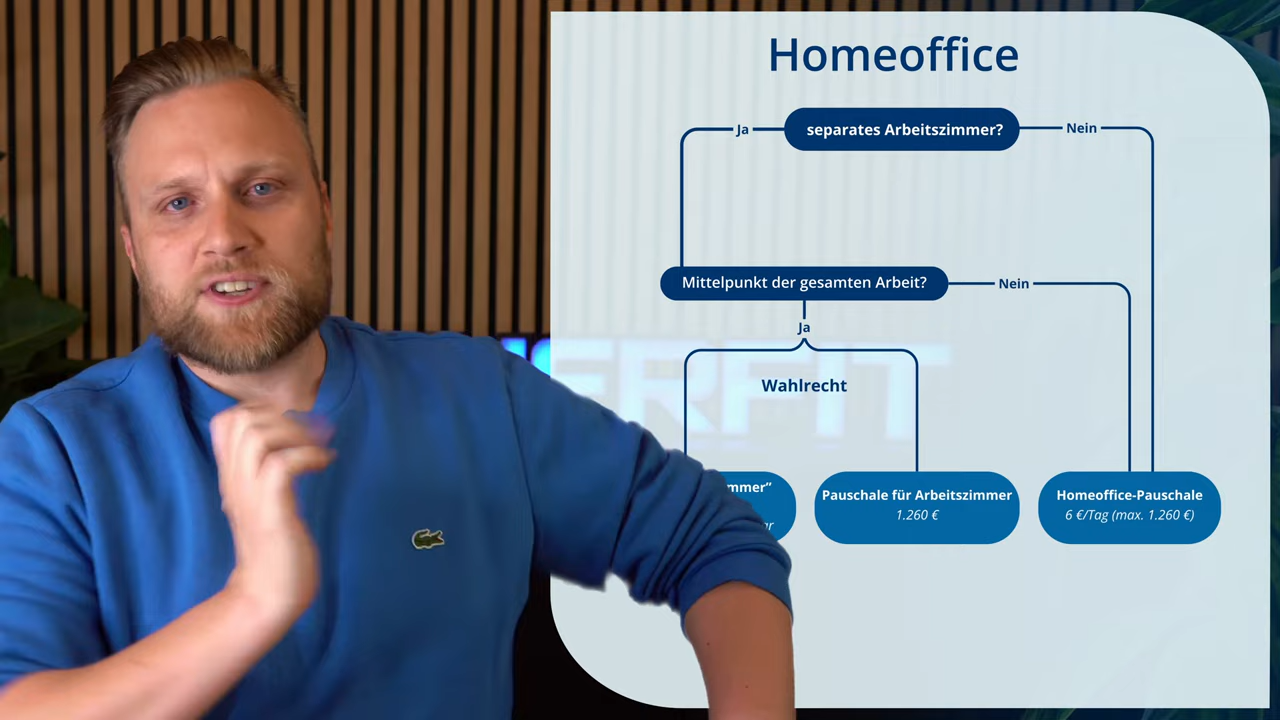 Homeoffice
Ja
separates Arbeitszimmer?
Nein
Mittelpunkt der gesamten Arbeit?
Nein
Ja
Wahlrecht
Pauschale für Arbeitszimmer
1.260 €
Homeoffice-Pauschale
6 €/Tag (max. 1.260 €)